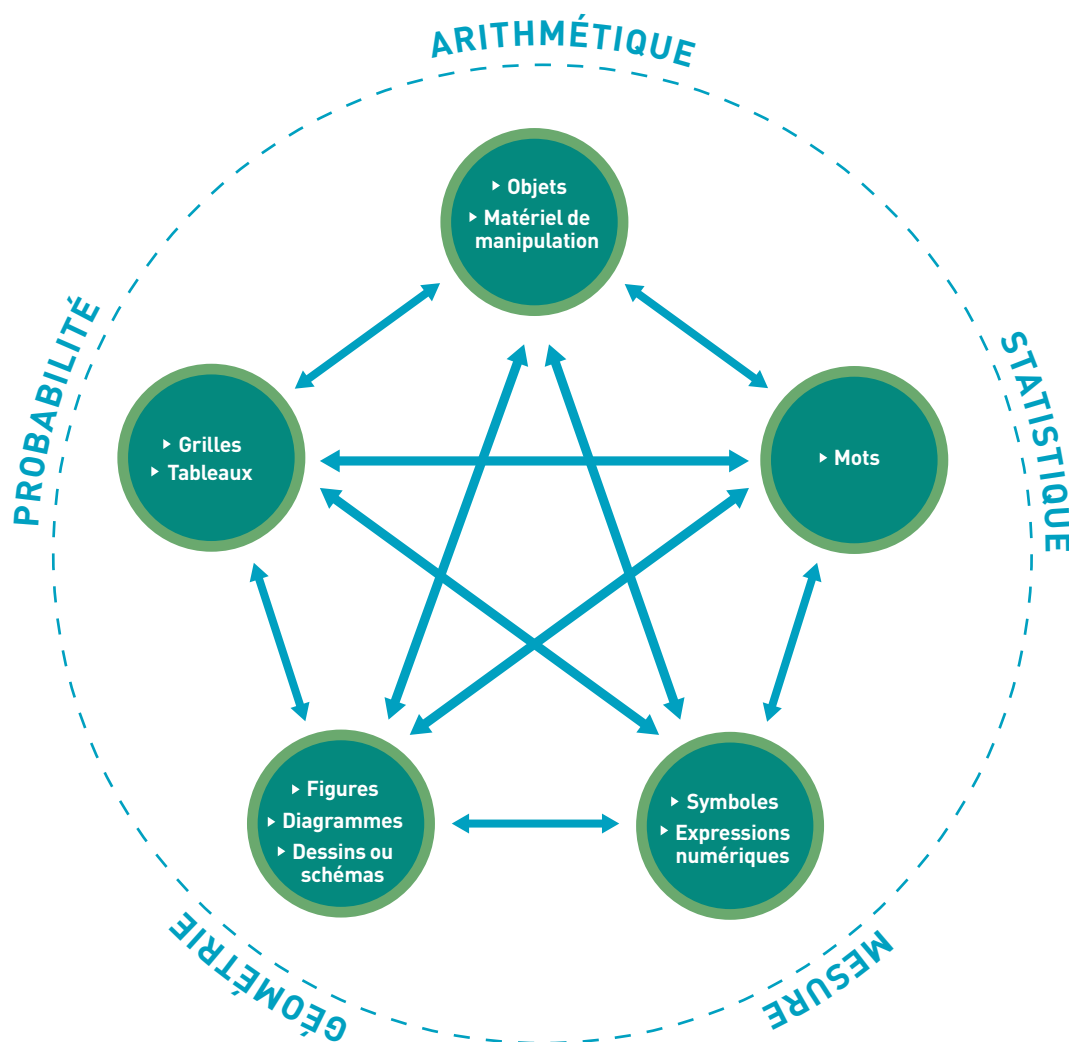 ARITHMÉTIQUE
▸ Objets
▸ Matériel de
manipulation
PROBABILITÉ
STATISTIQUE
▸ Grilles
▸ Tableaux
▸ Mots
▸ Figures
▸ Diagrammes
▸ Dessins ou
schémas
▸ Symboles
▸ Expressions
numériques
GÉOMÉTRIE
MESURE